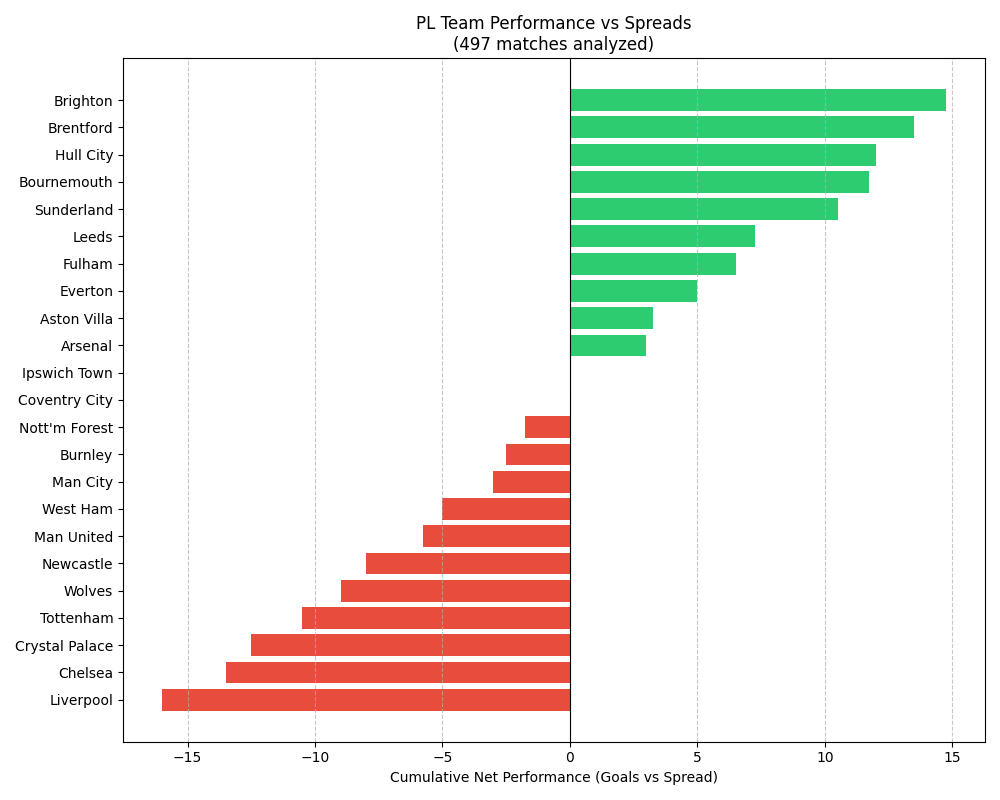 PL Team Performance vs Spreads
(497 matches analyzed)
Brighton
Brentford
Hull City
Bournemouth
Sunderland
Leeds
Fulham
Everton
Aston Villa
Arsenal
Ipswich Town
Coventry City
Nott'm Forest
Burnley
Man City
West Ham
Man United
Newcastle
Wolves
Tottenham
Crystal Palace
Chelsea
Liverpool
−15 −10 −5 0 5 10 15
Cumulative Net Performance (Goals vs Spread)